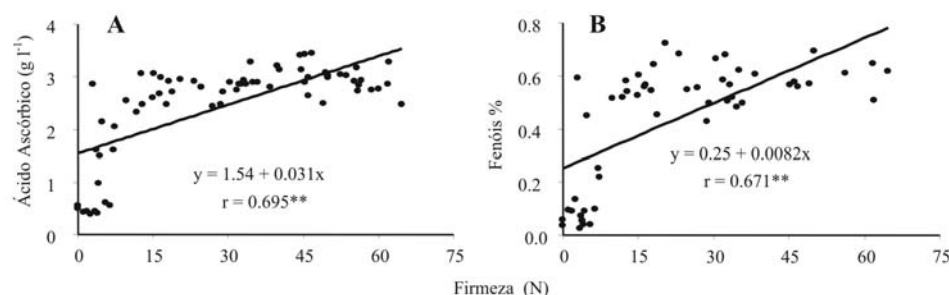 A
Ácido Ascórbico (g l⁻¹)
4
3
2
1
0
y = 1.54 + 0.031x
r = 0.695**
0 15 30 45 60 75
B
Fenóis %
0.8
0.6
0.4
0.2
0
y = 0.25 + 0.0082x
r = 0.671**
0 15 30 45 60 75
Firmeza (N)